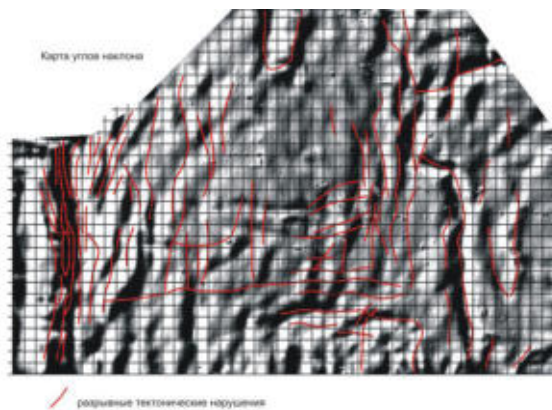 Карта углов наклона
разрывные тектонические нарушения